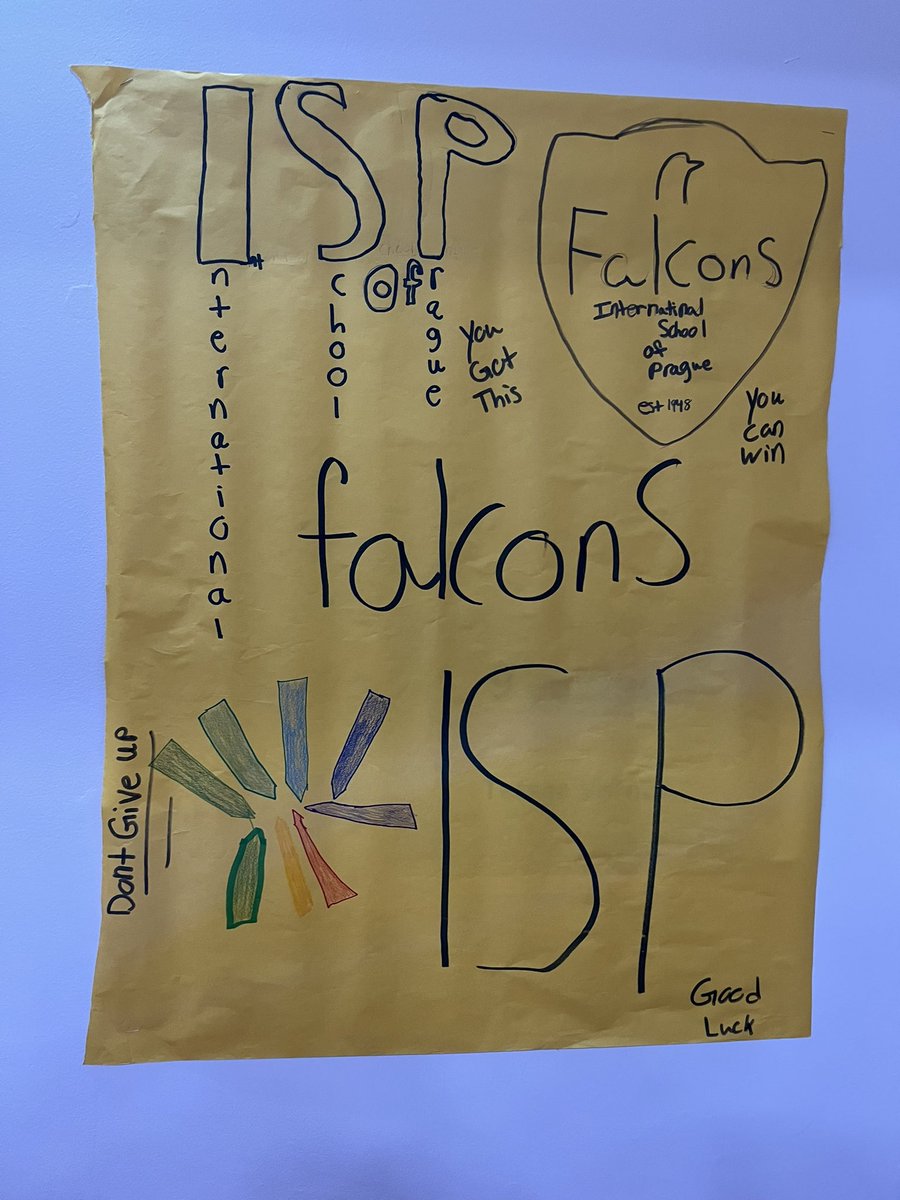 ISP
International
School
of
Prague
You
Got
This
Falcons
International
School
of
Prague
est 1948
You
can
win
falcons
Dont Give up
ISP
Good
Luck